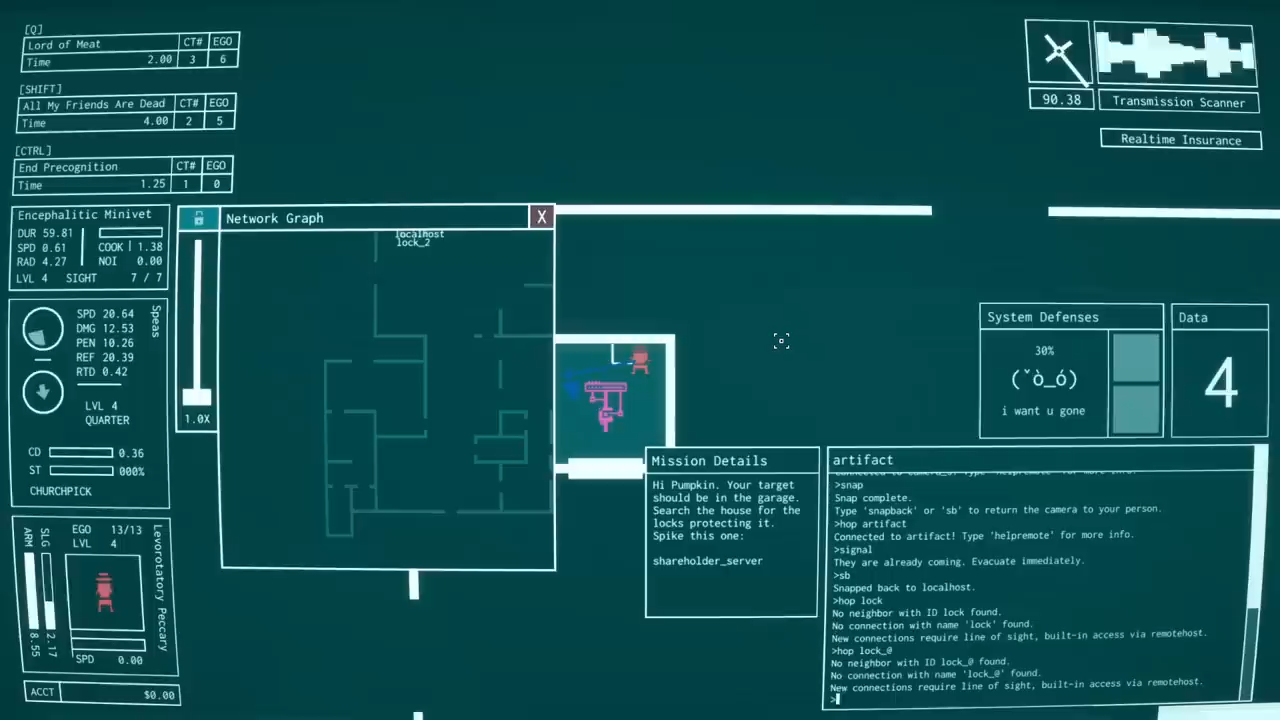 [Q]
Lord of Meat CT# EGO
Time 2.00 3 6
[SHIFT]
All My Friends Are Dead CT# EGO
Time 4.00 2 5
[CTRL]
End Precognition CT# EGO
Time 1.25 1 0
Encephalitic Minivet
DUR 59.81
SPD 0.61 COOK 1.38
RAD 4.27 NOI 0.00
LVL 4 SIGHT 7 / 7
Speas
SPD 20.64
DMG 12.53
PEN 10.26
REF 20.39
RTD 0.42
LVL 4
QUARTER
CD 0.36
ST 000%
CHURCHPICK
EGO 13/13
LVL 4
ARM SLG
8.55 2.17
Levorotatory Peccary
SPD 0.00
ACCT $0.00
Network Graph X
localhost
lock_2
1.0X
90.38 Transmission Scanner
Realtime Insurance
System Defenses
30%
(˘ò_ó)
i want u gone
Data
4
Mission Details
Hi Pumpkin. Your target
should be in the garage.
Search the house for the
locks protecting it.
Spike this one:
shareholder_server
artifact
>snap
Snap complete.
Type 'snapback' or 'sb' to return the camera to your person.
>hop artifact
Connected to artifact! Type 'helpremote' for more info.
>signal
They are already coming. Evacuate immediately.
>sb
Snapped back to localhost.
>hop lock
No neighbor with ID lock found.
No connection with name 'lock' found.
New connections require line of sight, built-in access via remotehost.
>hop lock_@
No neighbor with ID lock_@ found.
No connection with name 'lock_@' found.
New connections require line of sight, built-in access via remotehost.
>